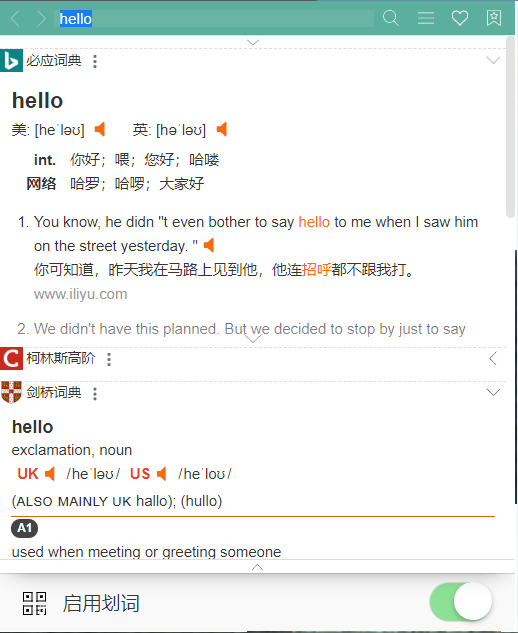 hello
必应词典
hello
美: [heˈləʊ] 英: [həˈləʊ]
int. 你好；喂；您好；哈喽
网络 哈罗；哈啰；大家好
1. You know, he didn "t even bother to say hello to me when I saw him
on the street yesterday. "
你可知道，昨天我在马路上见到他，他连招呼都不跟我打。
www.iliyu.com
2. We didn't have this planned. But we decided to stop by just to say
柯林斯高阶
剑桥词典
hello
exclamation, noun
UK /heˈləʊ/ US /heˈloʊ/
(ALSO MAINLY UK hallo); (hullo)
A1
used when meeting or greeting someone
启用划词